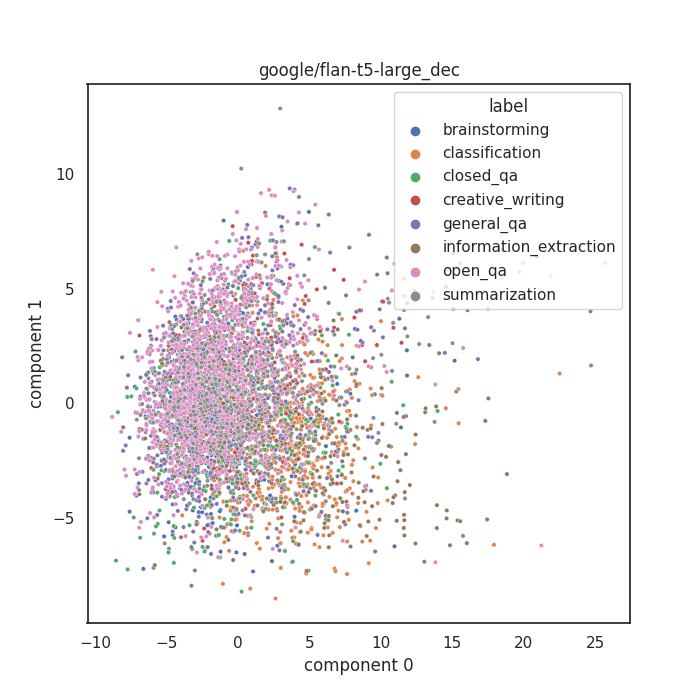 google/flan-t5-large_dec
label
brainstorming
classification
closed_qa
creative_writing
general_qa
information_extraction
open_qa
summarization
component 1
10
5
0
−5
−10
−5
0
5
10
15
20
25
component 0